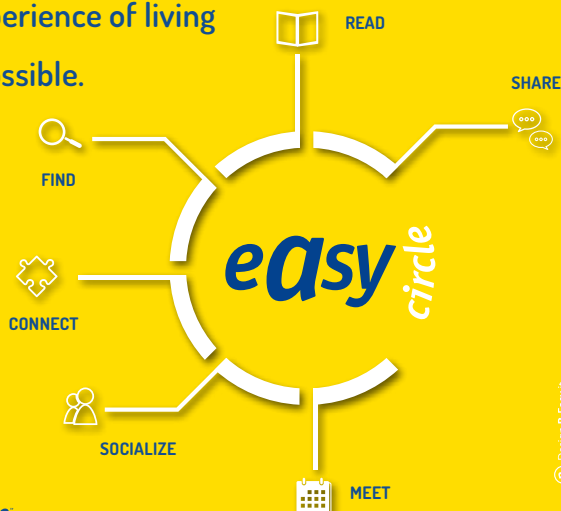 erience of living
READ
ssible.
SHARE
FIND
easy
circle
CONNECT
SOCIALIZE
MEET